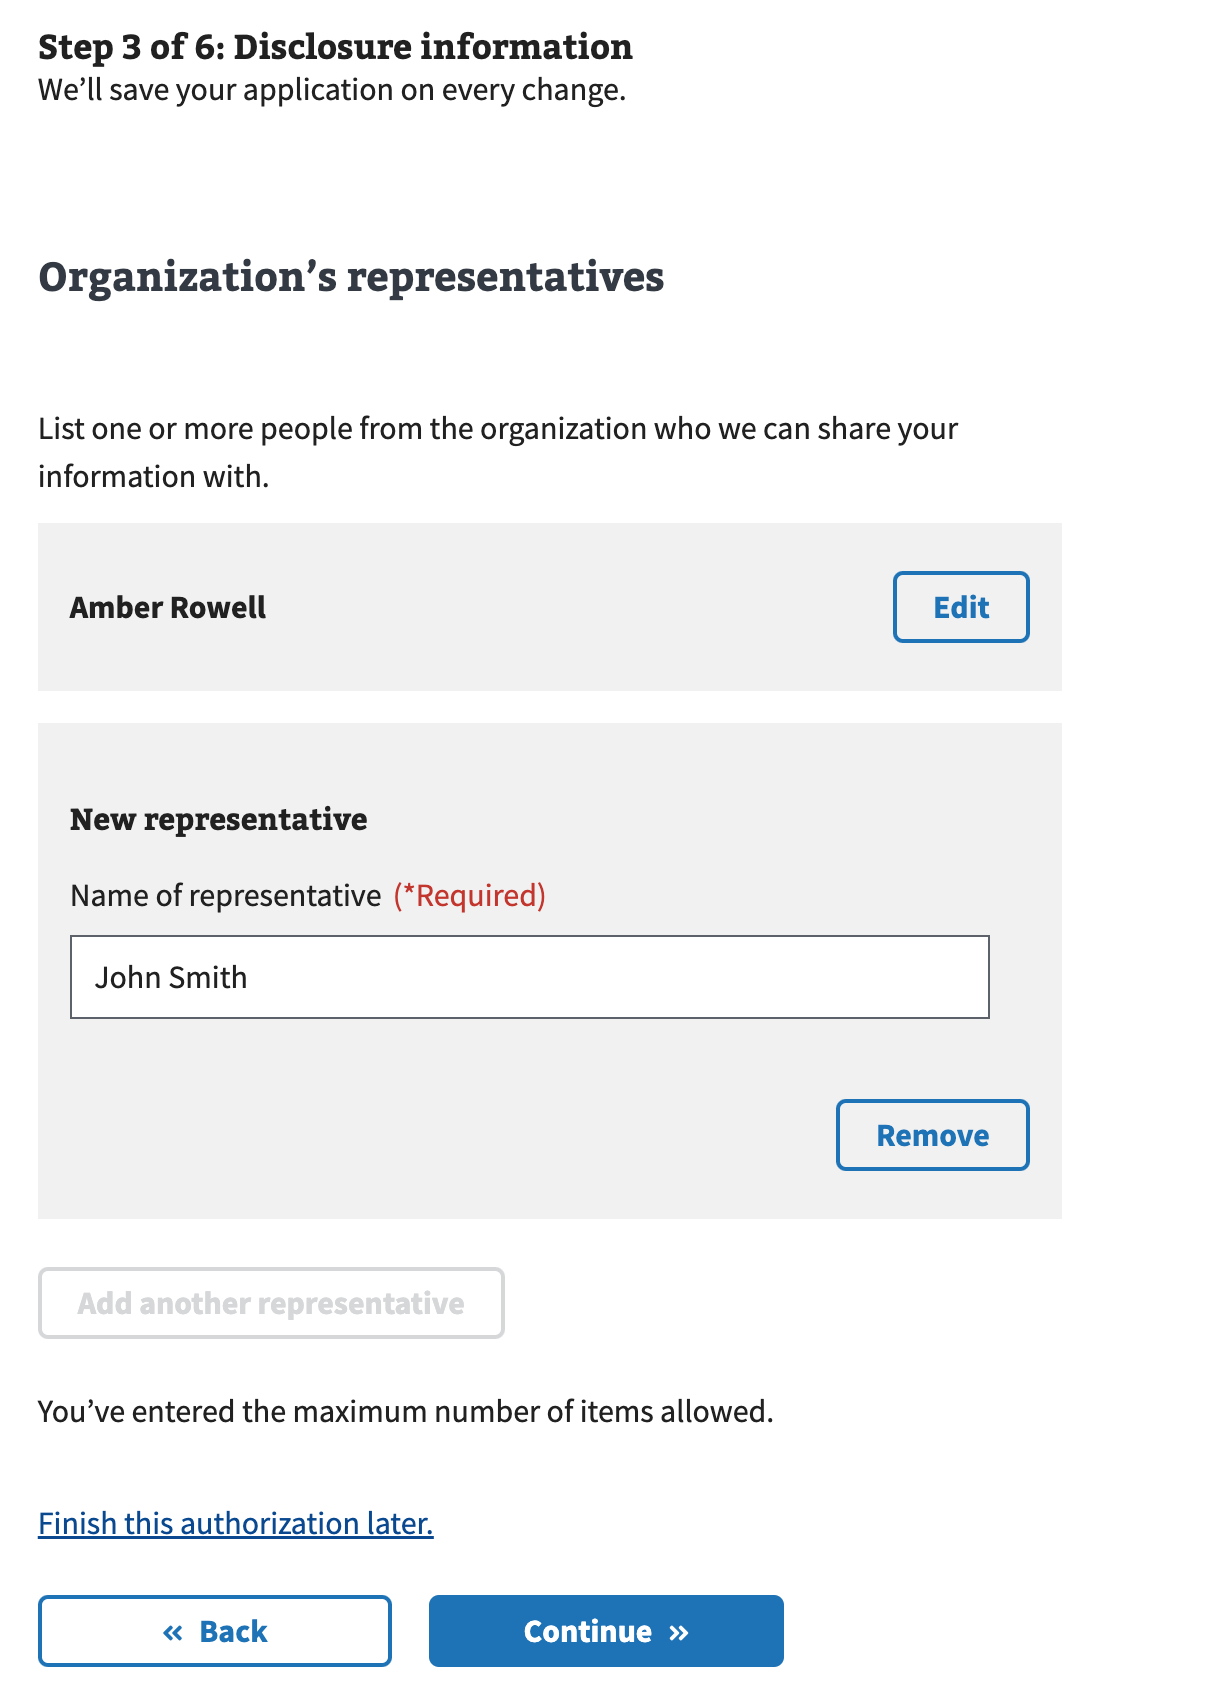 Step 3 of 6: Disclosure information
We’ll save your application on every change.
Organization’s representatives
List one or more people from the organization who we can share your
information with.
Amber Rowell
Edit
New representative
Name of representative (*Required)
John Smith
Remove
Add another representative
You’ve entered the maximum number of items allowed.
Finish this authorization later.
« Back
Continue »